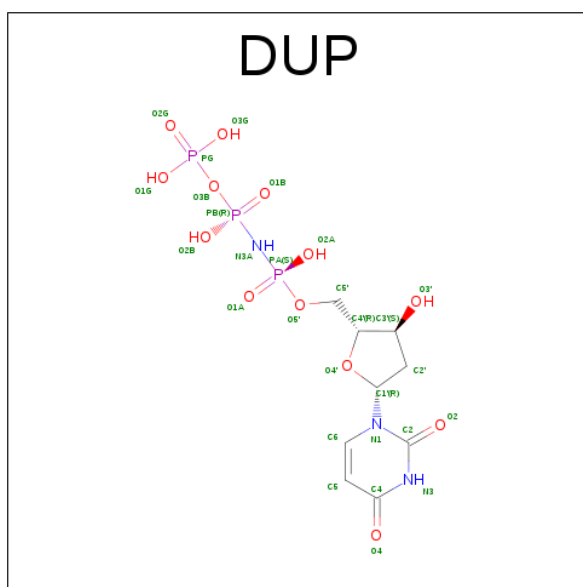 DUP
O2G O3G
O OH
P PG
HO O O1B
O1G O3B O
PB(R) P
HO NH O2A
O2B N3A OH
PA(S) P
O C5' O3'
O1A O OH
O5' C4'(R) C3'(S)
O
O4' C2'
C1'(R)
C6 N C2 O2
N1 O
C5 C4 NH N3
O
O4